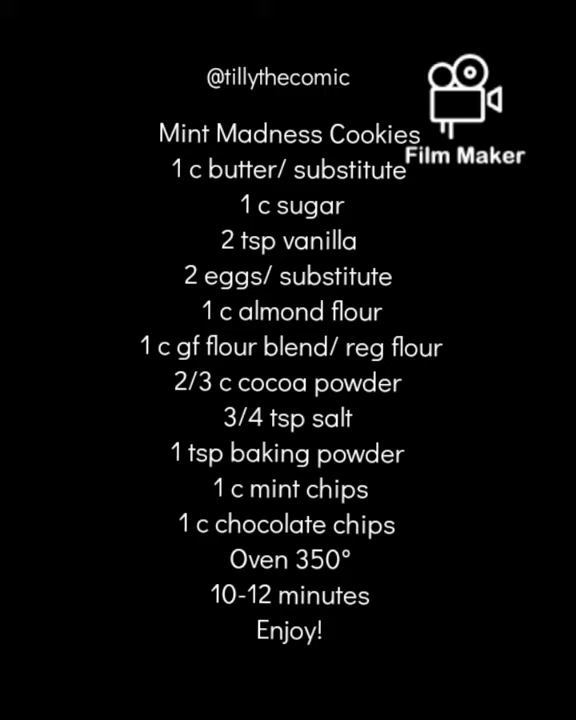 @tillythecomic
Film Maker
Mint Madness Cookies
1 c butter/ substitute
1 c sugar
2 tsp vanilla
2 eggs/ substitute
1 c almond flour
1 c gf flour blend/ reg flour
2/3 c cocoa powder
3/4 tsp salt
1 tsp baking powder
1 c mint chips
1 c chocolate chips
Oven 350°
10-12 minutes
Enjoy!